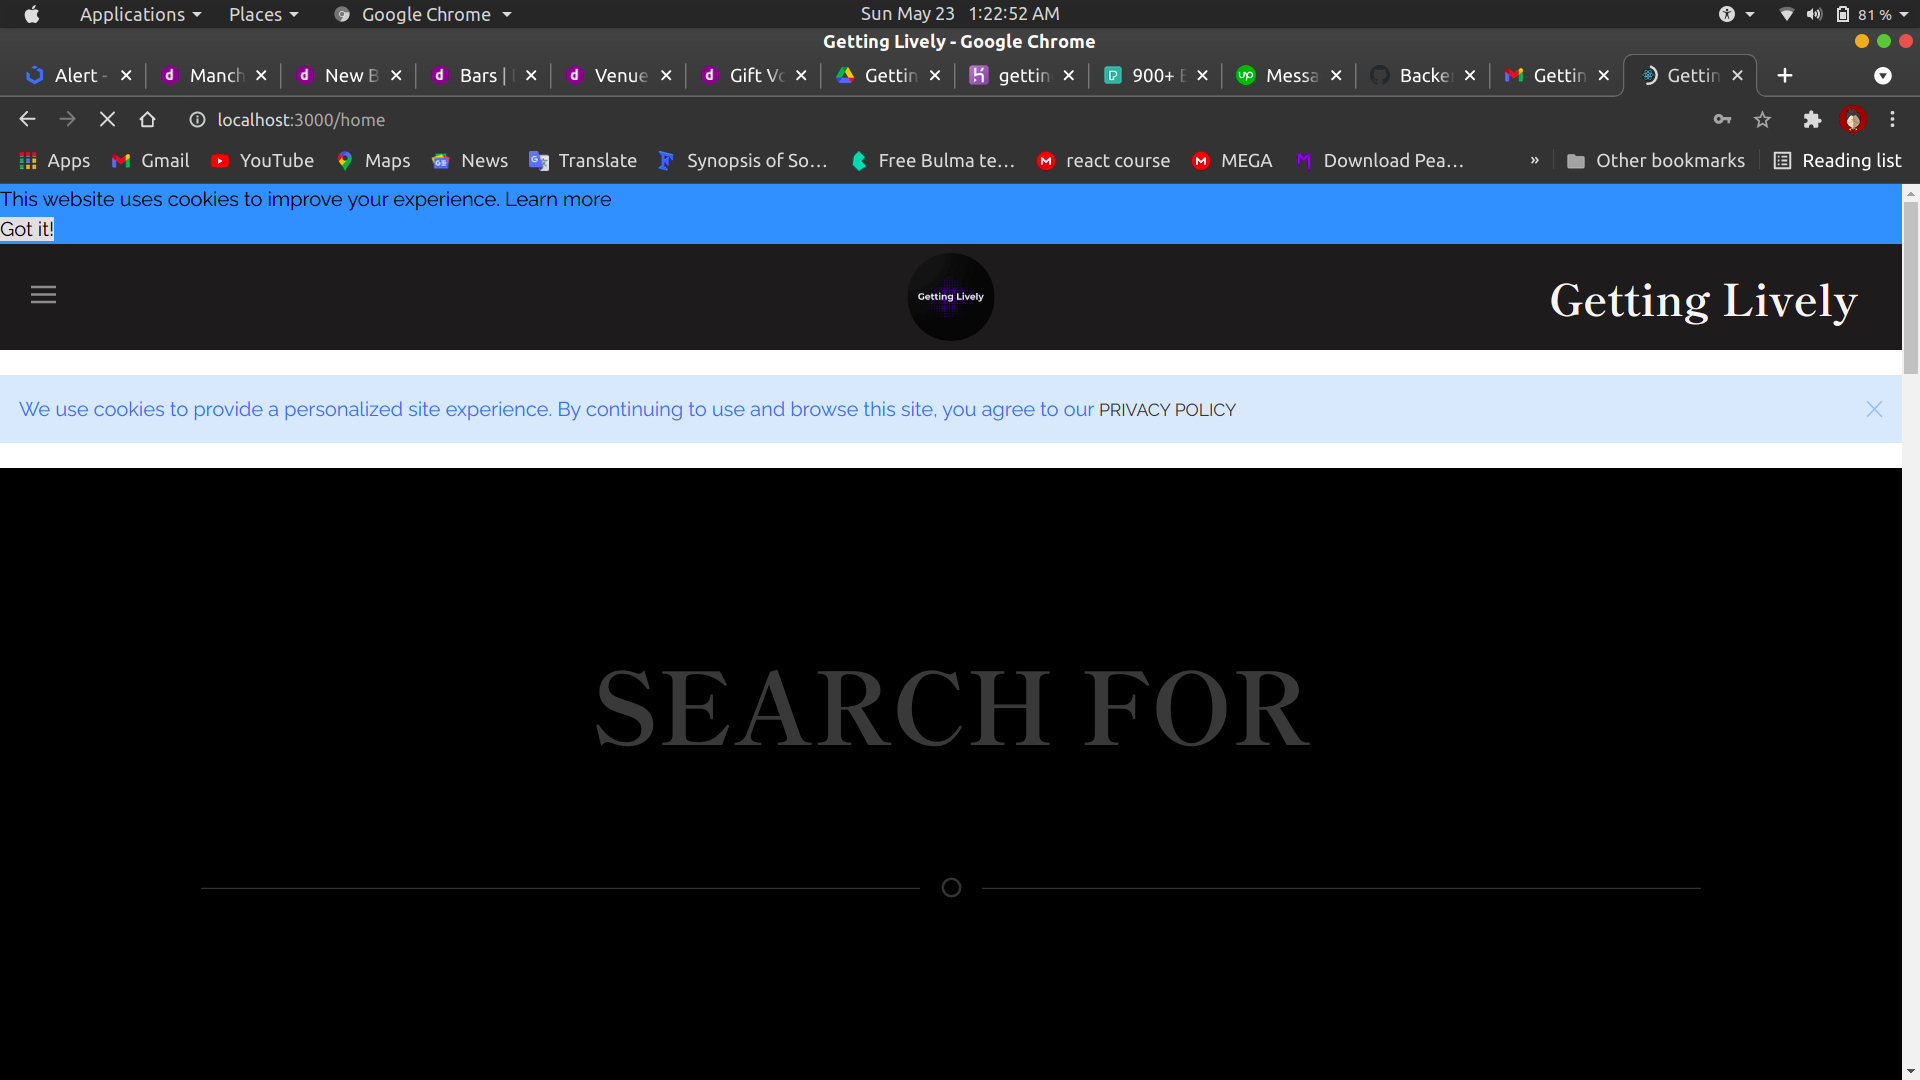 Applications Places Google Chrome Sun May 23 1:22:52 AM 81 %
Getting Lively - Google Chrome
Alert - Manch New B Bars | Venue Gift Vo Gettin gettin 900+ Messa Backe Gettin Gettin
localhost:3000/home
Apps Gmail YouTube Maps News Translate Synopsis of So... Free Bulma te... react course MEGA Download Pea... » Other bookmarks Reading list
This website uses cookies to improve your experience. Learn more
Got it!
Getting Lively
Getting Lively
We use cookies to provide a personalized site experience. By continuing to use and browse this site, you agree to our PRIVACY POLICY
SEARCH FOR